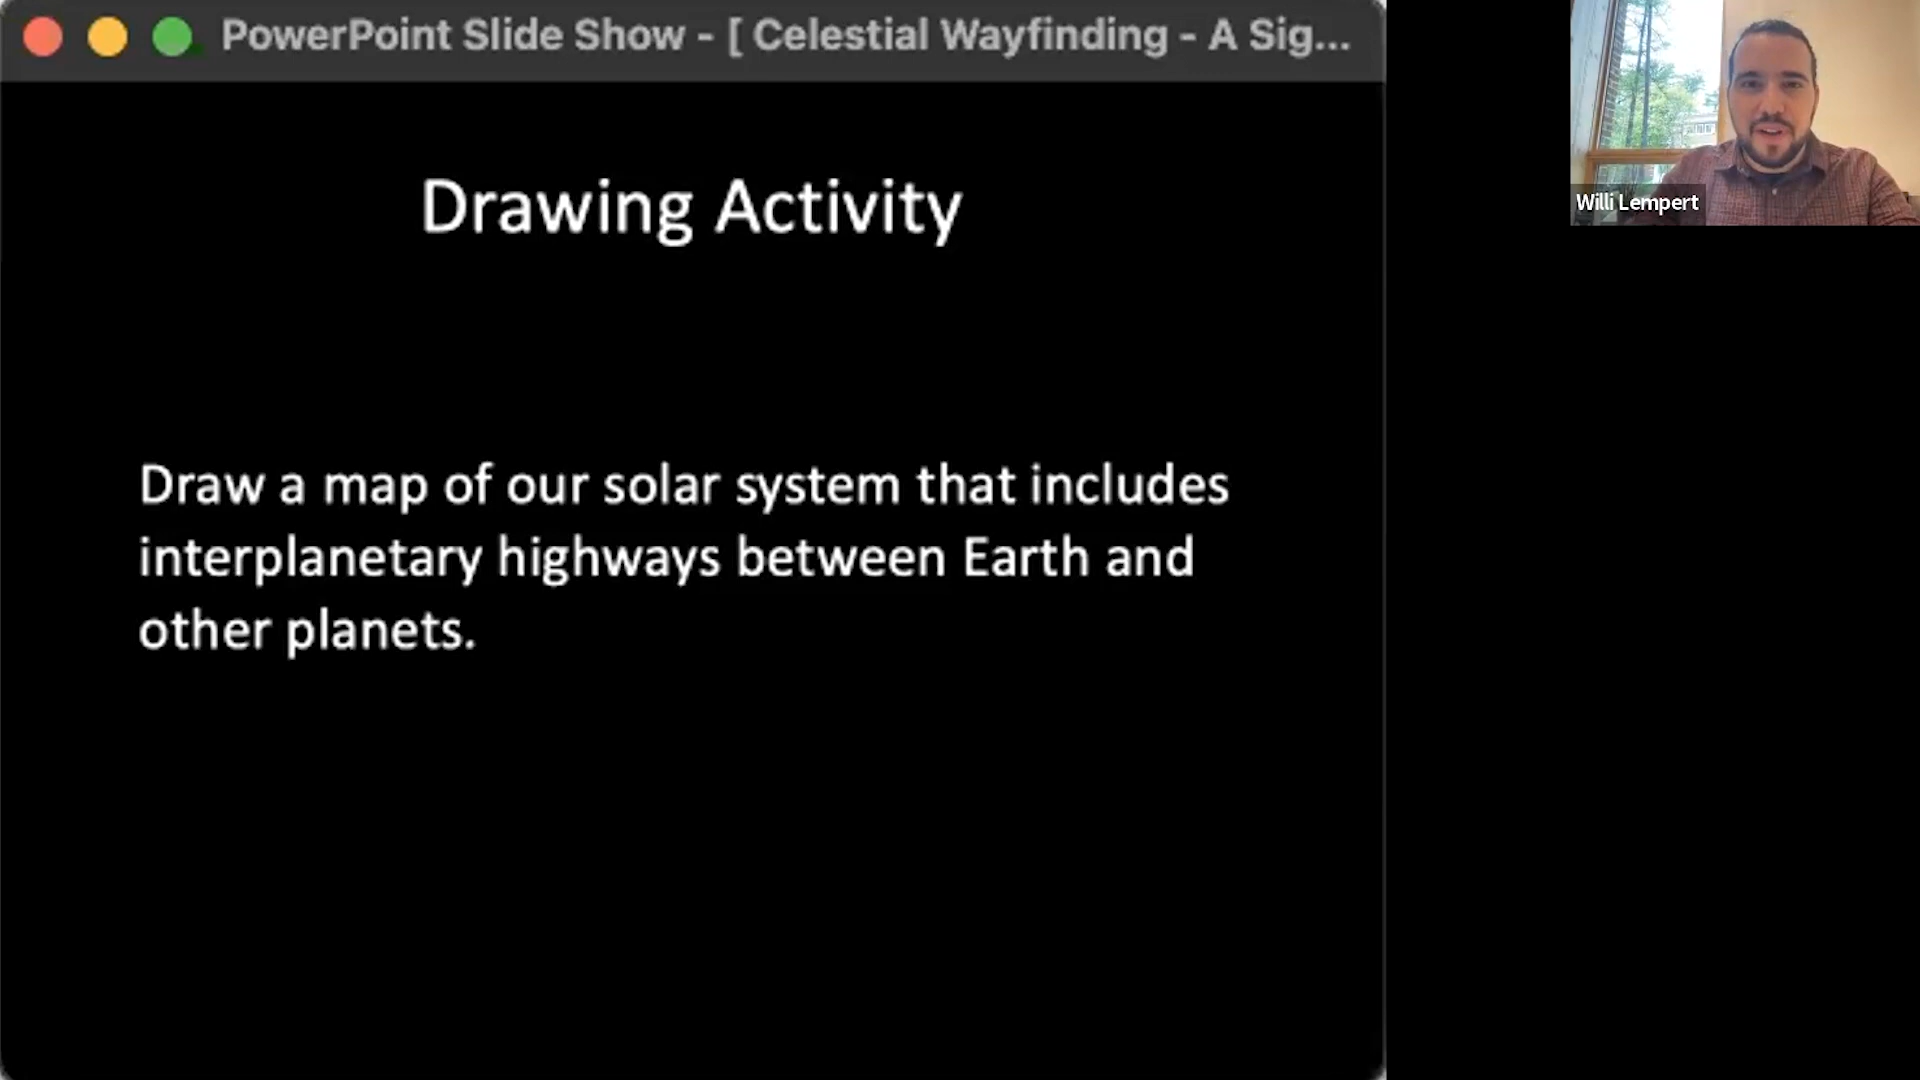 PowerPoint Slide Show - [ Celestial Wayfinding - A Sig...
Willi Lempert
Drawing Activity
Draw a map of our solar system that includes
interplanetary highways between Earth and
other planets.